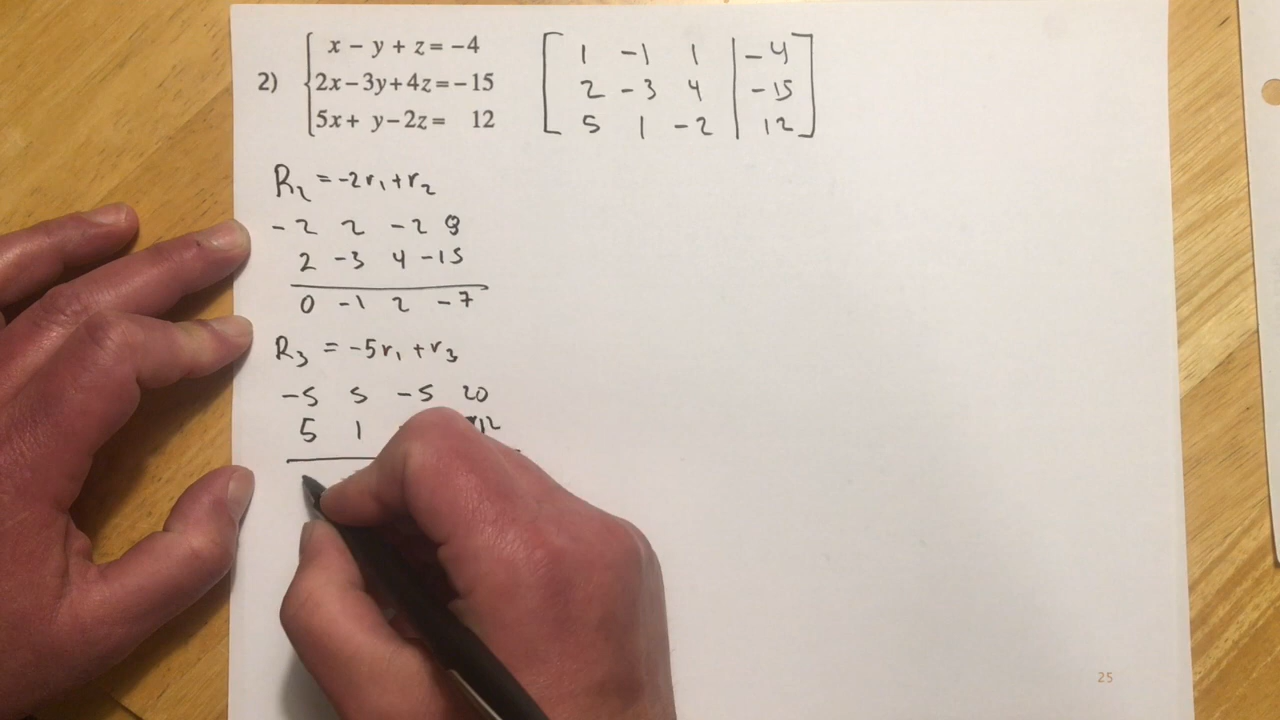 2) x − y + z = −4
2x−3y+4z=−15
5x+ y−2z= 12
1 -1 1 | -4
2 -3 4 | -15
5 1 -2 | 12
R₂ = -2r₁+r₂
-2 2 -2 8
2 -3 4 -15
0 -1 2 -7
R₃ = -5r₁+r₃
-5 5 -5 20
5 1 12
25